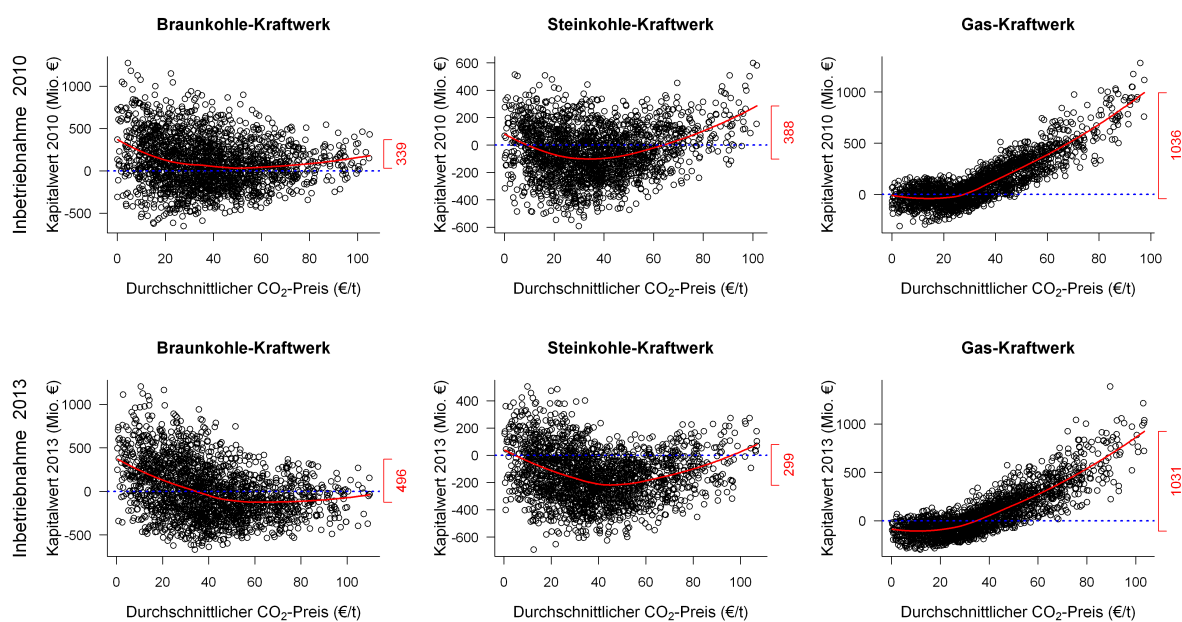 Braunkohle-Kraftwerk
Steinkohle-Kraftwerk
Gas-Kraftwerk
Inbetriebnahme 2010
Kapitalwert 2010 (Mio. €)
1000
500
0
-500
0 20 40 60 80 100
Durchschnittlicher CO₂-Preis (€/t)
339
Kapitalwert 2010 (Mio. €)
600
400
200
0
-200
-400
-600
0 20 40 60 80 100
Durchschnittlicher CO₂-Preis (€/t)
388
Kapitalwert 2010 (Mio. €)
1000
500
0
0 20 40 60 80 100
Durchschnittlicher CO₂-Preis (€/t)
1036
Braunkohle-Kraftwerk
Steinkohle-Kraftwerk
Gas-Kraftwerk
Inbetriebnahme 2013
Kapitalwert 2013 (Mio. €)
1000
500
0
-500
0 20 40 60 80 100
Durchschnittlicher CO₂-Preis (€/t)
496
Kapitalwert 2013 (Mio. €)
400
200
0
-200
-400
-600
0 20 40 60 80 100
Durchschnittlicher CO₂-Preis (€/t)
299
Kapitalwert 2013 (Mio. €)
1000
500
0
0 20 40 60 80 100
Durchschnittlicher CO₂-Preis (€/t)
1031